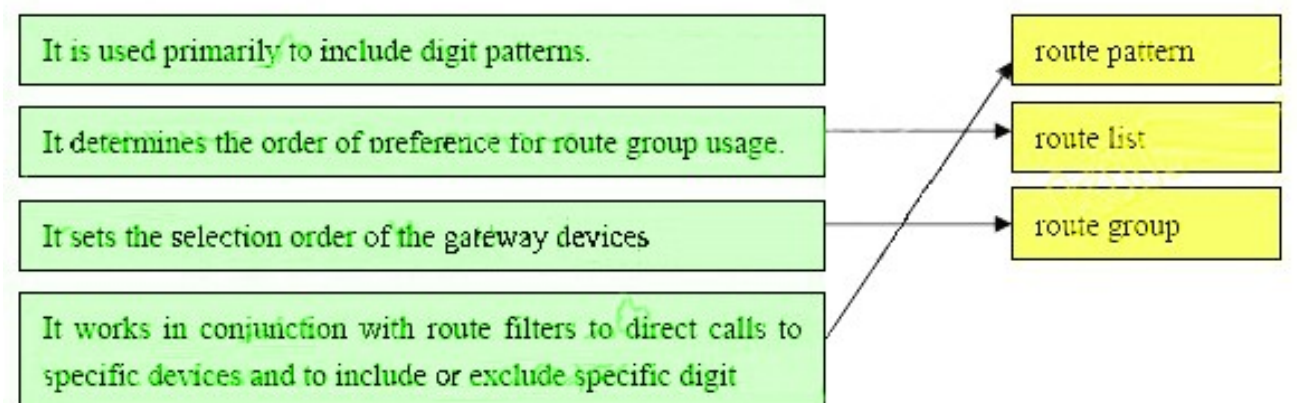 It is used primarily to include digit patterns.
route pattern
It determines the order of preference for route group usage.
route list
It sets the selection order of the gateway devices
route group
It works in conjunction with route filters to direct calls to
specific devices and to include or exclude specific digit